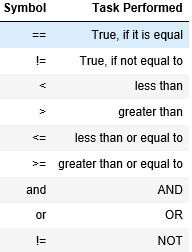 Symbol Task Performed
== True, if it is equal
!= True, if not equal to
< less than
> greater than
<= less than or equal to
>= greater than or equal to
and AND
or OR
!= NOT